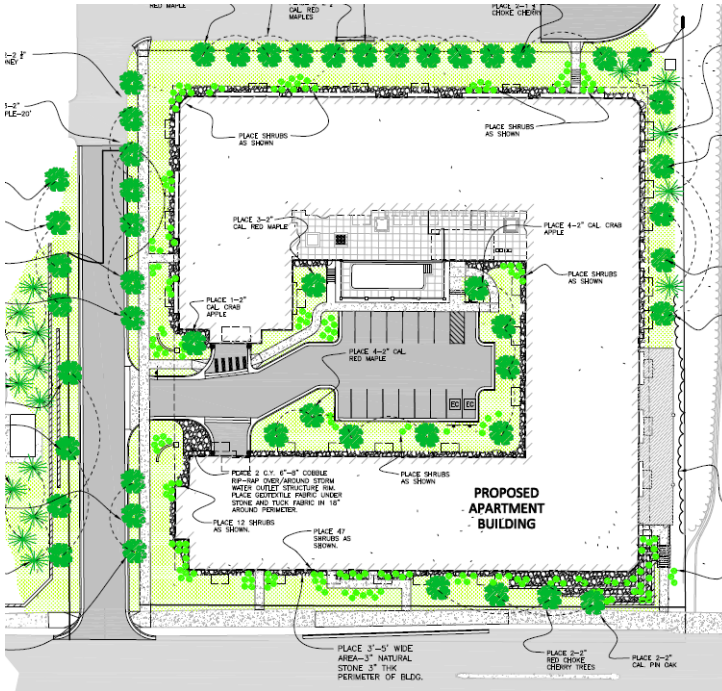 RED MAPLE
CAL. RED
MAPLES
PLACE 2-1
CHOKE CHERRY
PLACE SHRUBS
AS SHOWN
PLACE SHRUBS
AS SHOWN
PLACE 3-2"
CAL. RED MAPLE
PLACE 4-2" CAL. CRAB
APPLE
PLACE SHRUBS
AS SHOWN
PLACE 1-2"
CAL. CRAB
APPLE
PLACE 4-2" CAL.
RED MAPLE
EC EC
PLACE 2 C.Y. 6"-8" COBBLE
RIP-RAP OVER/AROUND STORM
WATER OUTLET STRUCTURE RIM.
PLACE GEOTEXTILE FABRIC UNDER
STONE AND TUCK FABRIC IN 18"
AROUND PERIMETER.
PLACE SHRUBS
AS SHOWN
PROPOSED
APARTMENT
BUILDING
PLACE 12 SHRUBS
AS SHOWN.
PLACE 47
SHRUBS AS
SHOWN.
PLACE 3'-5' WIDE
AREA-3" NATURAL
STONE 3" THK
PERIMETER OF BLDG.
PLACE 2-2"
RED CHOKE
CHERRY TREES
PLACE 2-2"
CAL. PIN OAK